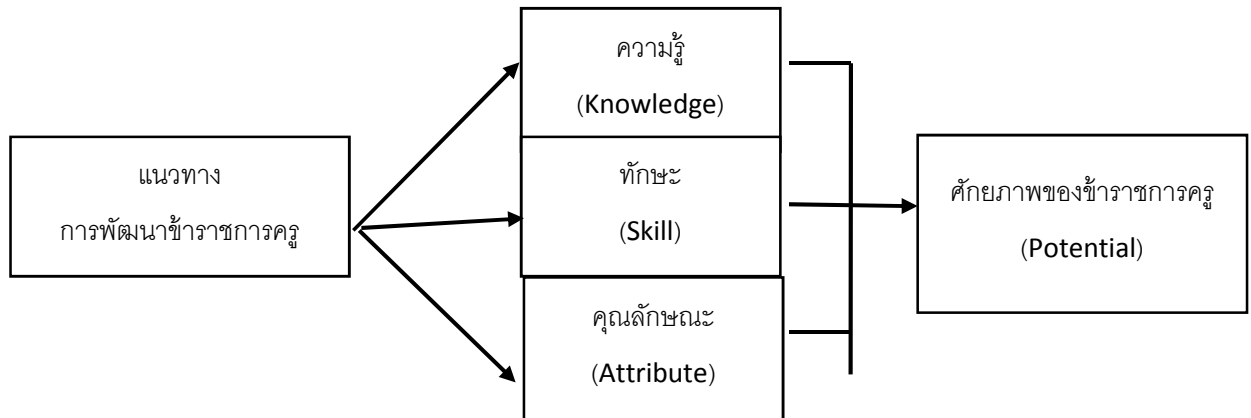 แนวทาง
การพัฒนาข้าราชการครู
ความรู้
(Knowledge)
ทักษะ
(Skill)
คุณลักษณะ
(Attribute)
ศักยภาพของข้าราชการครู
(Potential)